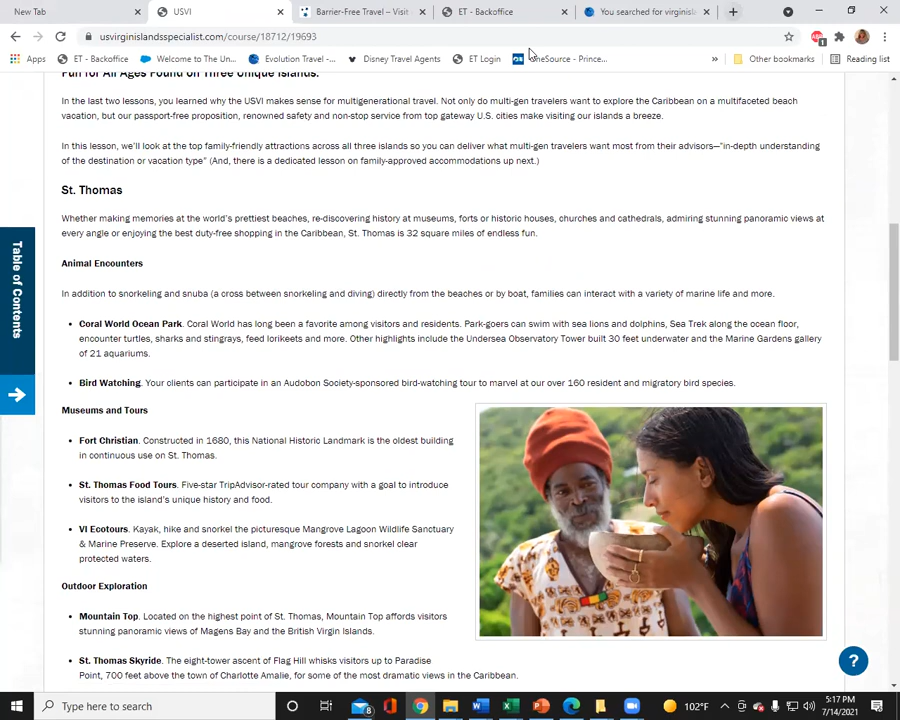 New Tab
USVI
Barrier-Free Travel – Visit
ET - Backoffice
You searched for virginisl
usvirginislandsspecialist.com/course/18712/19693
Apps
ET - Backoffice
Welcome to The Un...
Evolution Travel -...
Disney Travel Agents
ET Login
neSource - Prince...
»
Other bookmarks
Reading list
Fun for All Ages Found on Three Unique Islands.
In the last two lessons, you learned why the USVI makes sense for multigenerational travel. Not only do multi-gen travelers want to explore the Caribbean on a multifaceted beach
vacation, but our passport-free proposition, renowned safety and non-stop service from top gateway U.S. cities make visiting our islands a breeze.
In this lesson, we'll look at the top family-friendly attractions across all three islands so you can deliver what multi-gen travelers want most from their advisors—"in-depth understanding
of the destination or vacation type" (And, there is a dedicated lesson on family-approved accommodations up next.)
St. Thomas
Whether making memories at the world's prettiest beaches, re-discovering history at museums, forts or historic houses, churches and cathedrals, admiring stunning panoramic views at
every angle or enjoying the best duty-free shopping in the Caribbean, St. Thomas is 32 square miles of endless fun.
Animal Encounters
In addition to snorkeling and snuba (a cross between snorkeling and diving) directly from the beaches or by boat, families can interact with a variety of marine life and more.
• Coral World Ocean Park. Coral World has long been a favorite among visitors and residents. Park-goers can swim with sea lions and dolphins, Sea Trek along the ocean floor,
encounter turtles, sharks and stingrays, feed lorikeets and more. Other highlights include the Undersea Observatory Tower built 30 feet underwater and the Marine Gardens gallery
of 21 aquariums.
• Bird Watching. Your clients can participate in an Audobon Society-sponsored bird-watching tour to marvel at our over 160 resident and migratory bird species.
Museums and Tours
• Fort Christian. Constructed in 1680, this National Historic Landmark is the oldest building
in continuous use on St. Thomas.
• St. Thomas Food Tours. Five-star TripAdvisor-rated tour company with a goal to introduce
visitors to the island's unique history and food.
• VI Ecotours. Kayak, hike and snorkel the picturesque Mangrove Lagoon Wildlife Sanctuary
& Marine Preserve. Explore a deserted island, mangrove forests and snorkel clear
protected waters.
Outdoor Exploration
• Mountain Top. Located on the highest point of St. Thomas, Mountain Top affords visitors
stunning panoramic views of Magens Bay and the British Virgin Islands.
• St. Thomas Skyride. The eight-tower ascent of Flag Hill whisks visitors up to Paradise
Point, 700 feet above the town of Charlotte Amalie, for some of the most dramatic views in the Caribbean.
Table of Contents
?
Type here to search
102°F
5:17 PM
7/14/2021
8